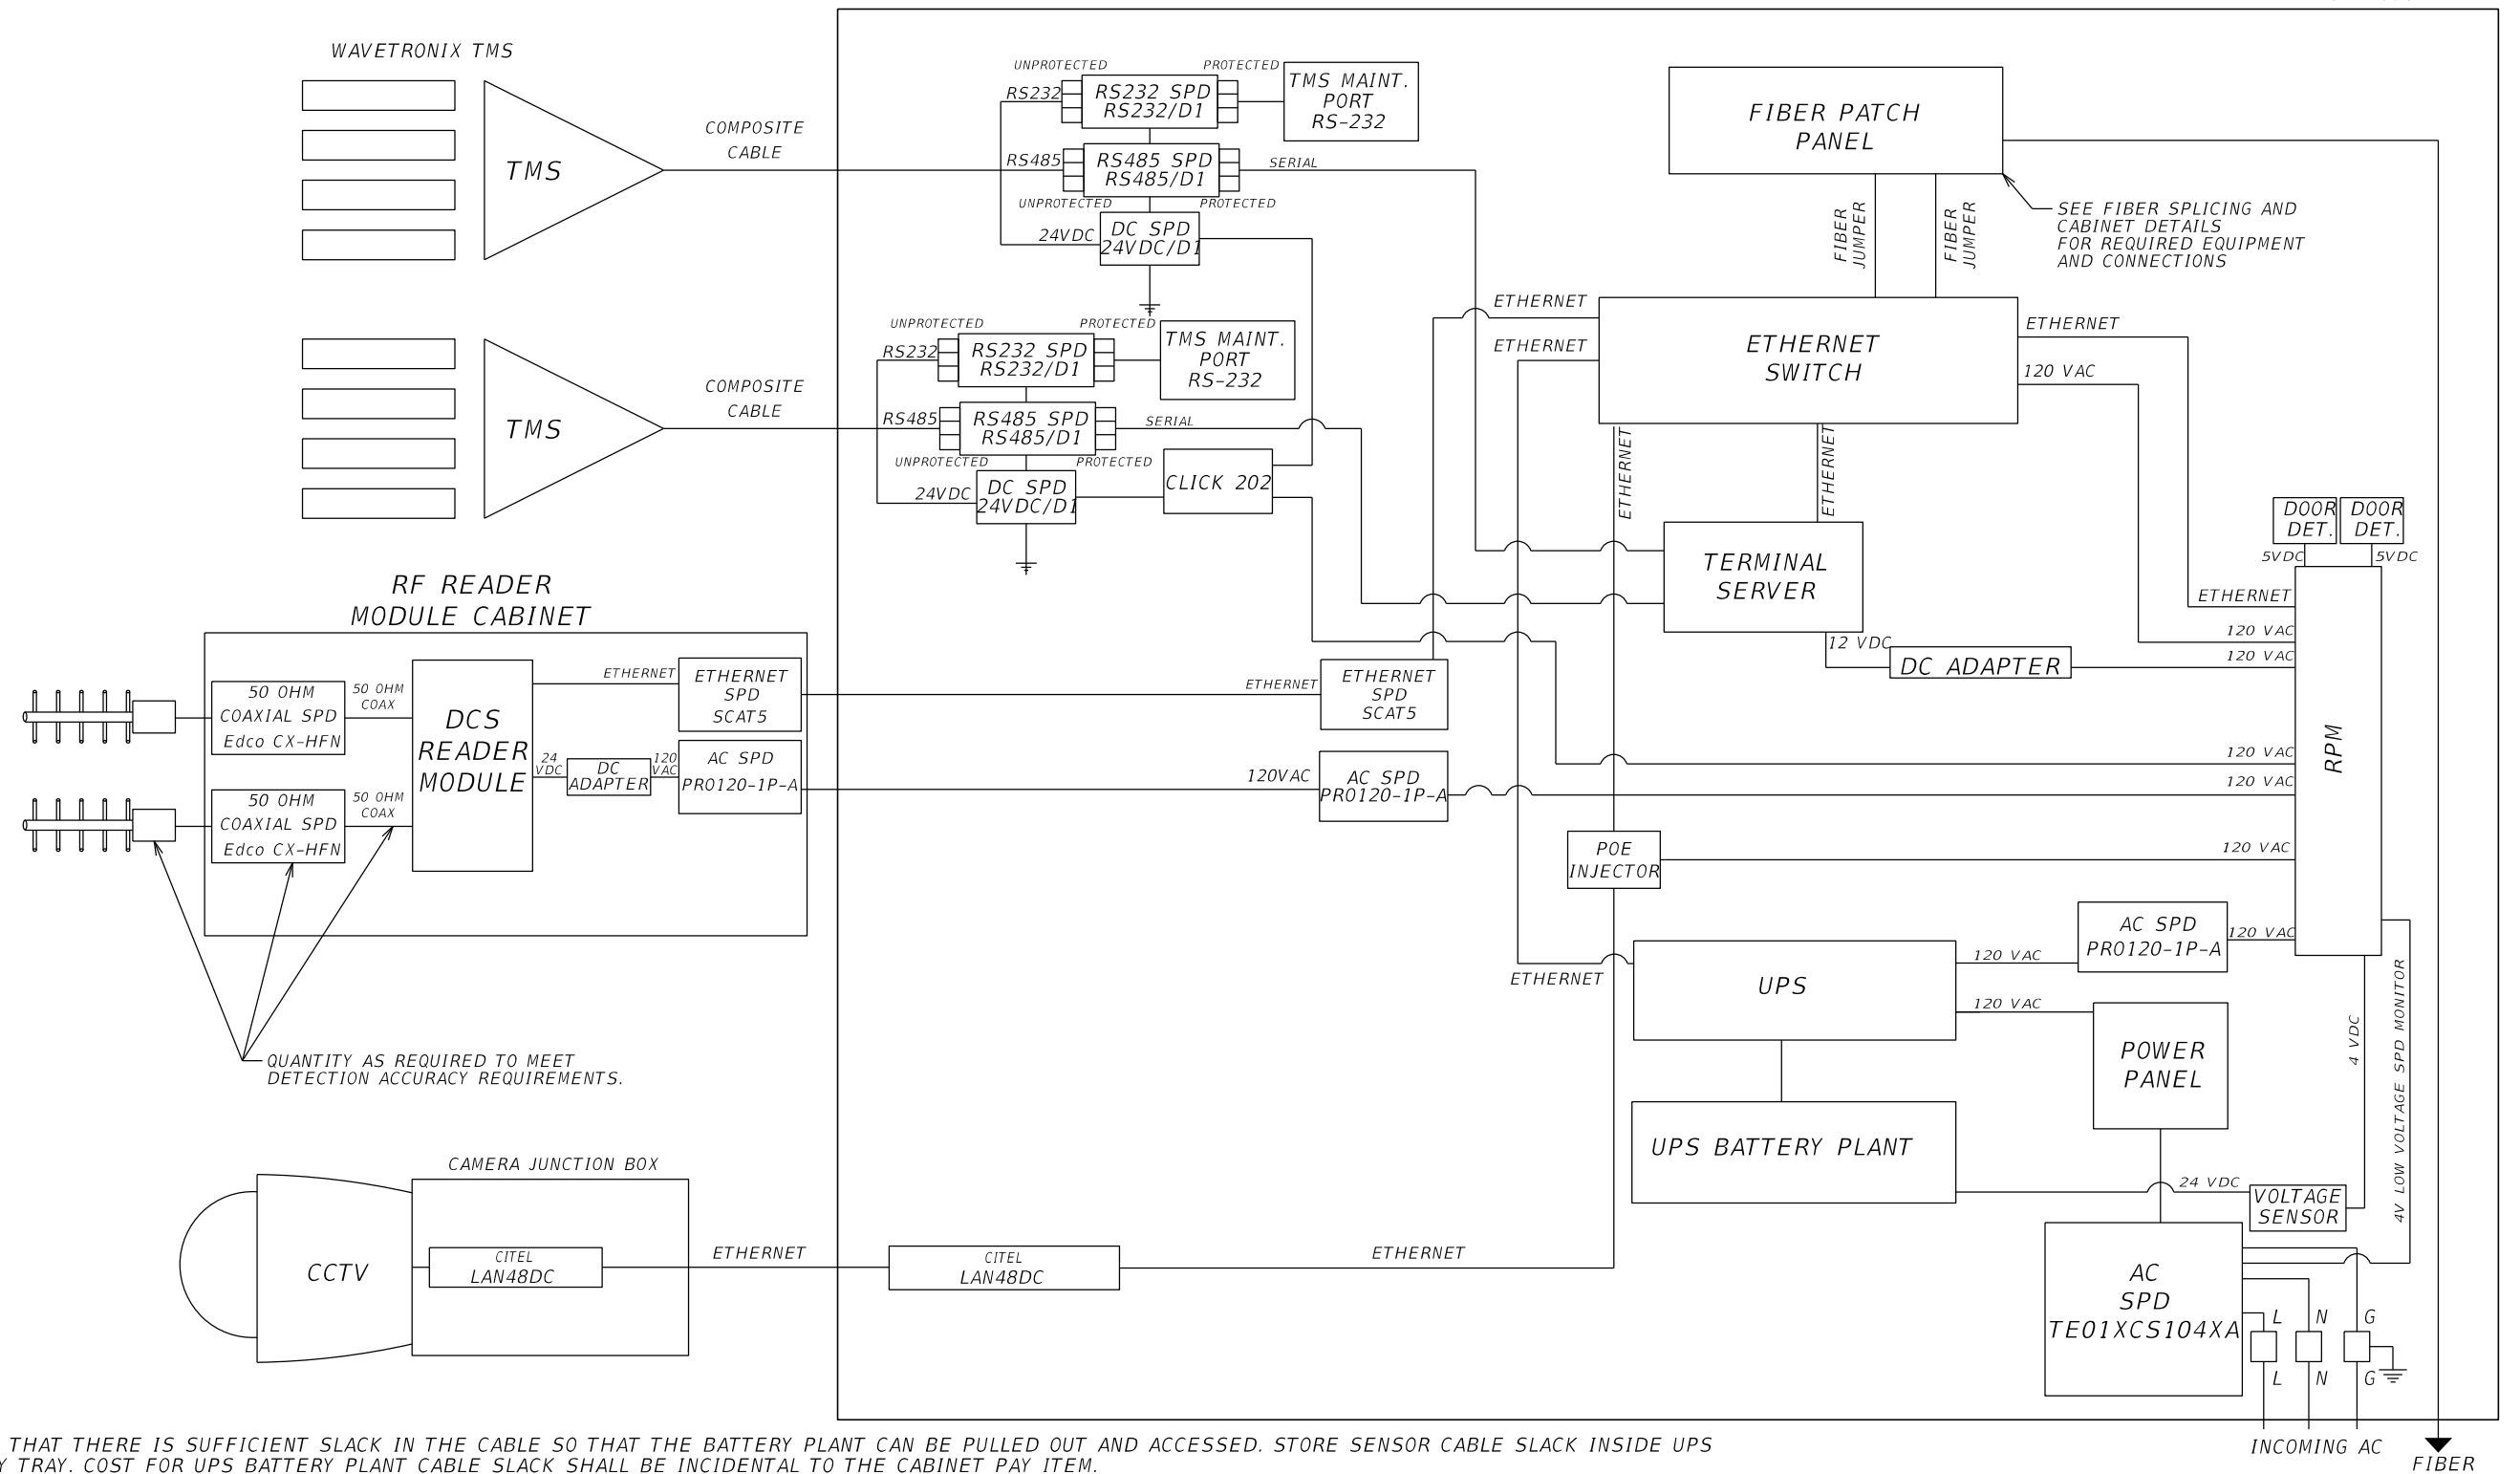 WAVETRONIX TMS
TMS
COMPOSITE
CABLE
UNPROTECTED
PROTECTED
RS232
RS232 SPD
RS232/D1
TMS MAINT.
PORT
RS-232
RS485
RS485 SPD
RS485/D1
SERIAL
UNPROTECTED
PROTECTED
24VDC
DC SPD
24VDC/D1
FIBER PATCH
PANEL
FIBER
JUMPER
FIBER
JUMPER
SEE FIBER SPLICING AND
CABINET DETAILS
FOR REQUIRED EQUIPMENT
AND CONNECTIONS
TMS
COMPOSITE
CABLE
UNPROTECTED
PROTECTED
RS232
RS232 SPD
RS232/D1
TMS MAINT.
PORT
RS-232
RS485
RS485 SPD
RS485/D1
SERIAL
UNPROTECTED
PROTECTED
24VDC
DC SPD
24VDC/D1
CLICK 202
ETHERNET
ETHERNET
ETHERNET
SWITCH
ETHERNET
120 VAC
ETHERNET
ETHERNET
TERMINAL
SERVER
12 VDC
DC ADAPTER
DOOR
DET.
DOOR
DET.
5VDC
5VDC
ETHERNET
120 VAC
120 VAC
RPM
120 VAC
120 VAC
120 VAC
RF READER
MODULE CABINET
50 OHM
COAXIAL SPD
Edco CX-HFN
50 OHM
COAX
50 OHM
COAXIAL SPD
Edco CX-HFN
50 OHM
COAX
DCS
READER
MODULE
ETHERNET
ETHERNET
SPD
SCAT5
24
VDC
DC
ADAPTER
120
VAC
AC SPD
PRO120-1P-A
ETHERNET
ETHERNET
SPD
SCAT5
120VAC
AC SPD
PRO120-1P-A
POE
INJECTOR
QUANTITY AS REQUIRED TO MEET
DETECTION ACCURACY REQUIREMENTS.
ETHERNET
UPS
120 VAC
AC SPD
PRO120-1P-A
120 VAC
120 VAC
POWER
PANEL
4 VDC
4V LOW VOLTAGE SPD MONITOR
UPS BATTERY PLANT
24 VDC
VOLTAGE
SENSOR
CAMERA JUNCTION BOX
CCTV
CITEL
LAN48DC
ETHERNET
CITEL
LAN48DC
ETHERNET
AC
SPD
TE01XCS104XA
L
N
G
L
N
G
INCOMING AC
FIBER
THAT THERE IS SUFFICIENT SLACK IN THE CABLE SO THAT THE BATTERY PLANT CAN BE PULLED OUT AND ACCESSED. STORE SENSOR CABLE SLACK INSIDE UPS
Y TRAY. COST FOR UPS BATTERY PLANT CABLE SLACK SHALL BE INCIDENTAL TO THE CABINET PAY ITEM.